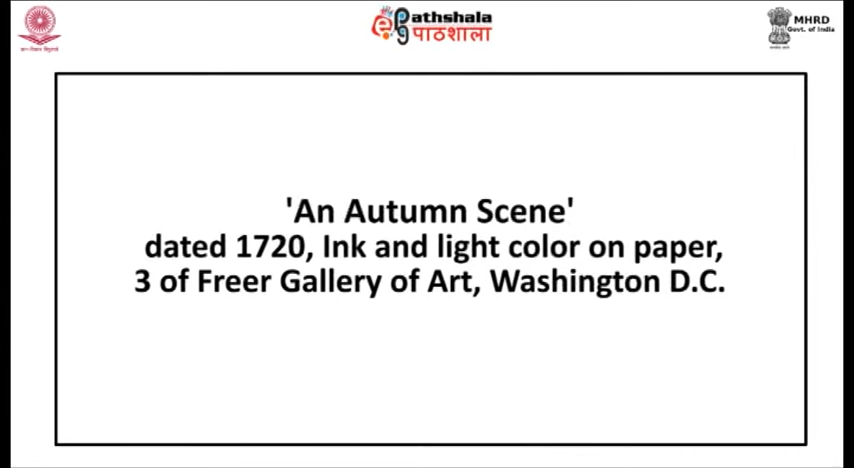 ePathshala
पाठशाला
MHRD
Govt. of India
'An Autumn Scene'
dated 1720, Ink and light color on paper,
3 of Freer Gallery of Art, Washington D.C.